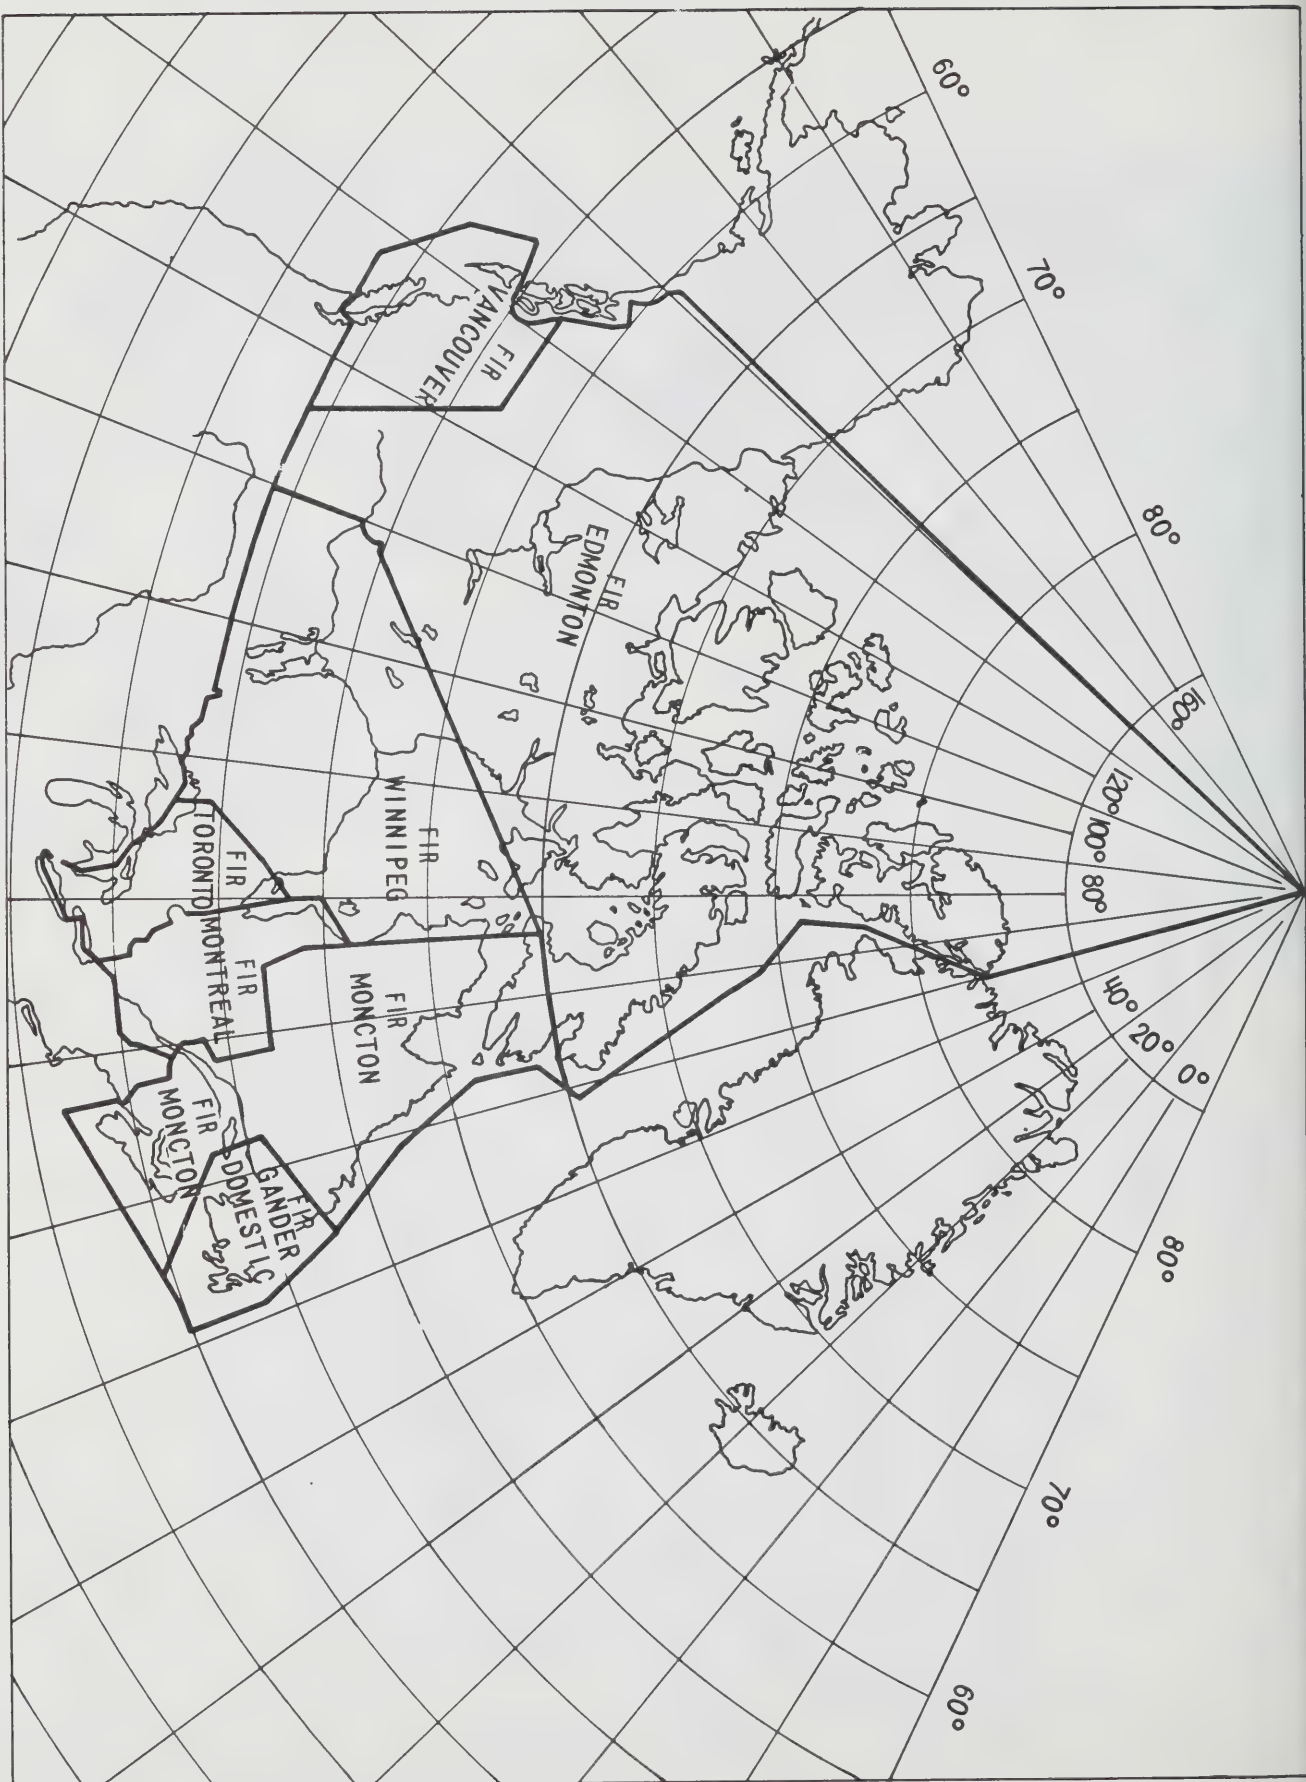 160°
120°
100°
80°
40°
20°
0°
80°
80°
70°
70°
60°
60°
FIR
EDMONTON
FIR
VANCOUVER
FIR
WINNIPEG
FIR
MONCTON
FIR
TORONTO
FIR
MONTREAL
FIR
GANDER
DOMESTIC
FIR
MONCTON